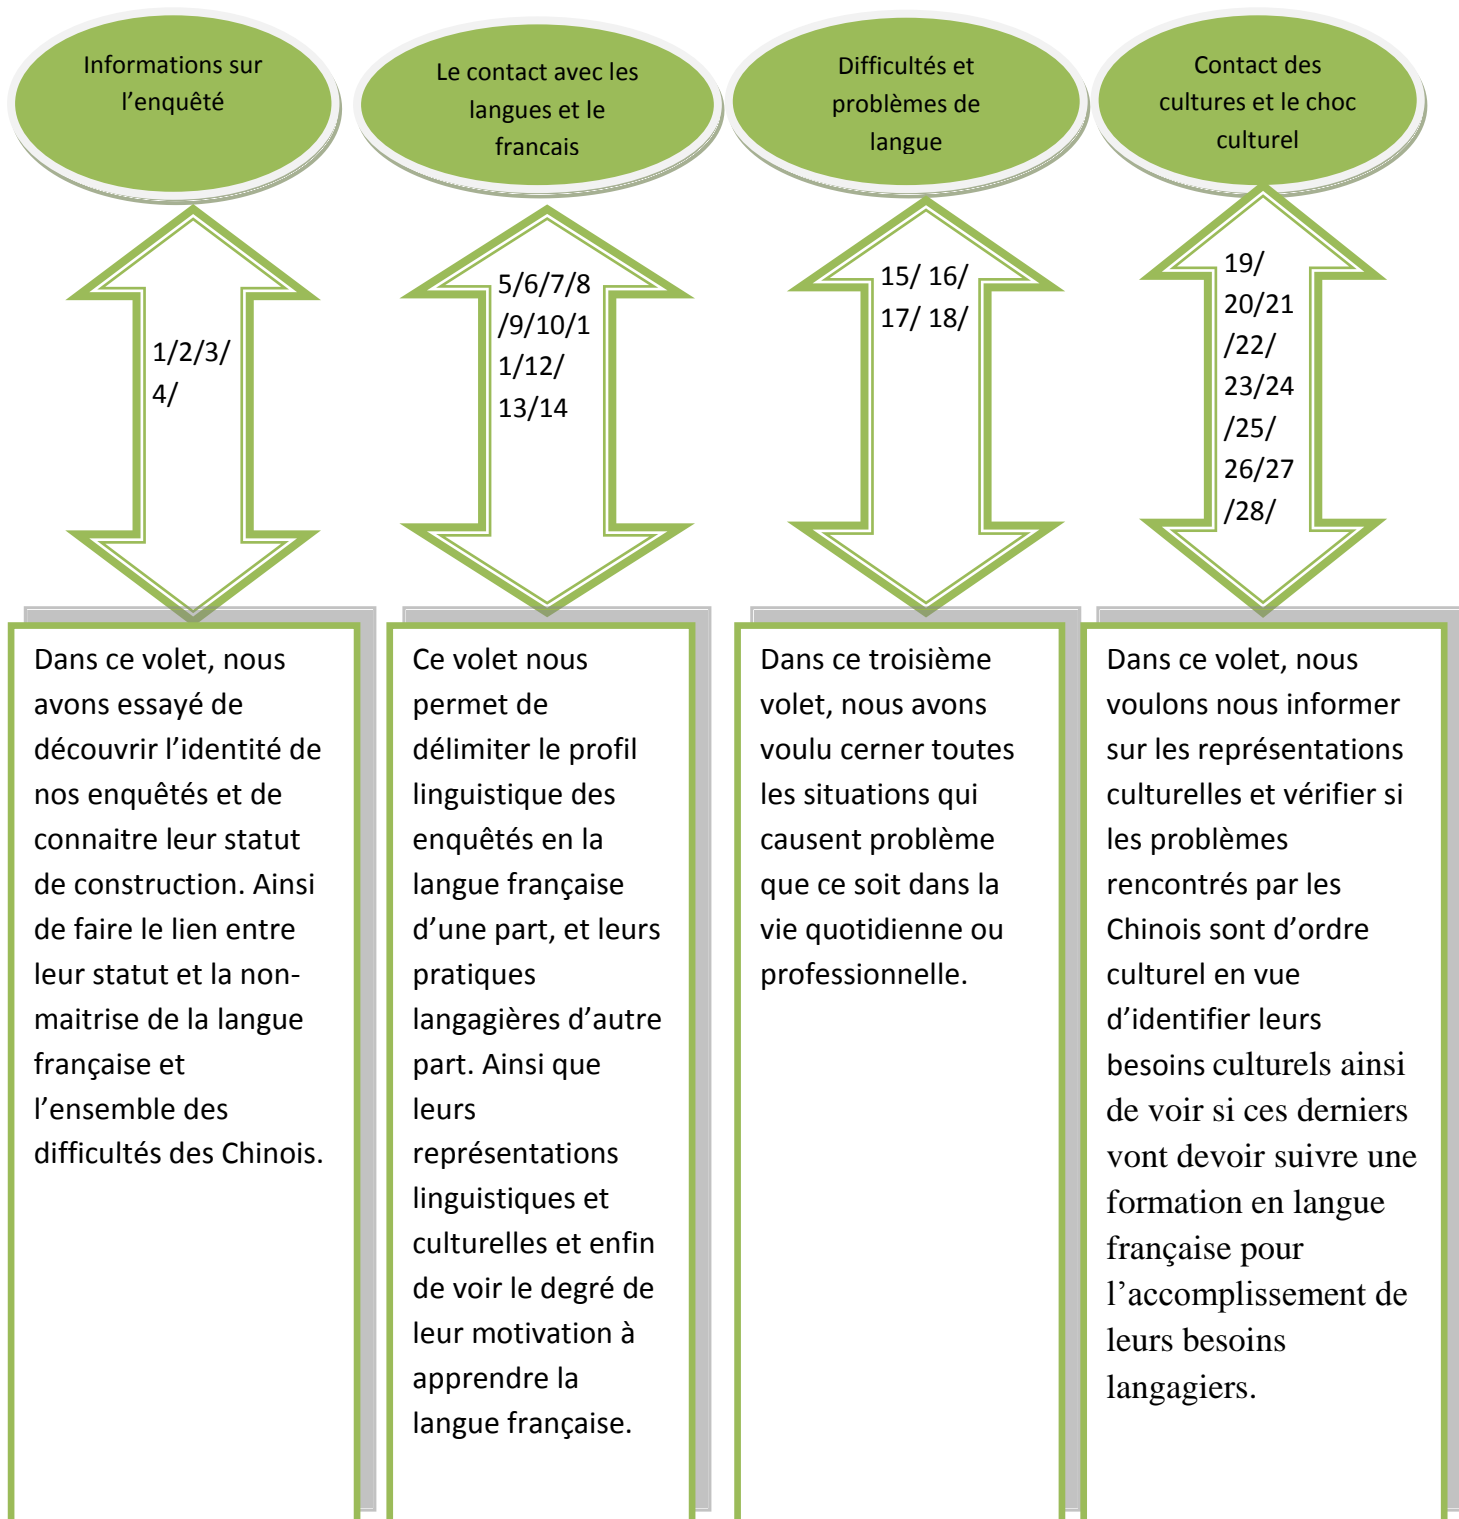 Informations sur
l’enquêté
Le contact avec les
langues et le
francais
Difficultés et
problèmes de
langue
Contact des
cultures et le choc
culturel
1/2/3/
4/
5/6/7/8
/9/10/1
1/12/
13/14
15/ 16/
17/ 18/
19/
20/21
/22/
23/24
/25/
26/27
/28/
Dans ce volet, nous
avons essayé de
découvrir l’identité de
nos enquêtés et de
connaitre leur statut
de construction. Ainsi
de faire le lien entre
leur statut et la non-
maitrise de la langue
française et
l’ensemble des
difficultés des Chinois.
Ce volet nous
permet de
délimiter le profil
linguistique des
enquêtés en la
langue française
d’une part, et leurs
pratiques
langagières d’autre
part. Ainsi que
leurs
représentations
linguistiques et
culturelles et enfin
de voir le degré de
leur motivation à
apprendre la
langue française.
Dans ce troisième
volet, nous avons
voulu cerner toutes
les situations qui
causent problème
que ce soit dans la
vie quotidienne ou
professionnelle.
Dans ce volet, nous
voulons nous informer
sur les représentations
culturelles et vérifier si
les problèmes
rencontrés par les
Chinois sont d’ordre
culturel en vue
d’identifier leurs
besoins culturels ainsi
de voir si ces derniers
vont devoir suivre une
formation en langue
française pour
l’accomplissement de
leurs besoins
langagiers.